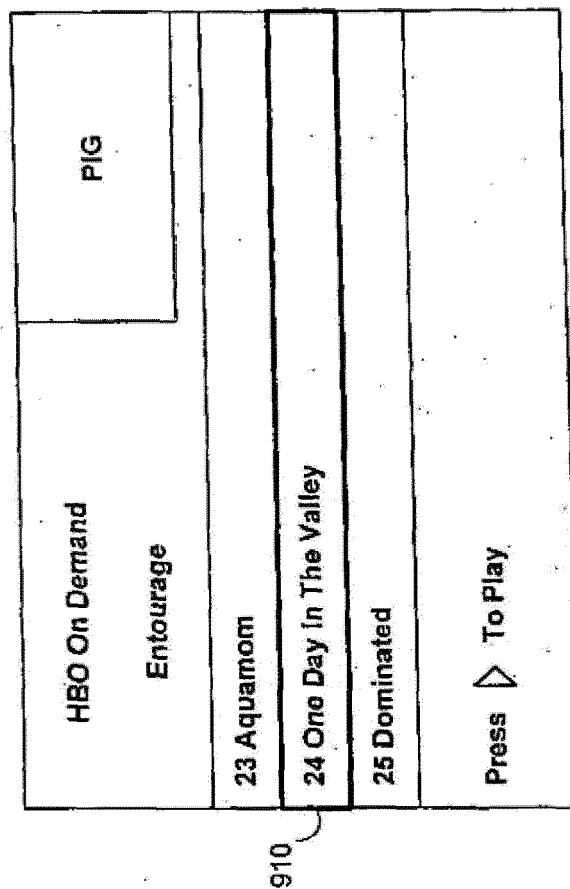 HBO On Demand
Entourage
PIG
23 Aquamom
24 One Day In The Valley
25 Dominated
Press ▷ To Play
910